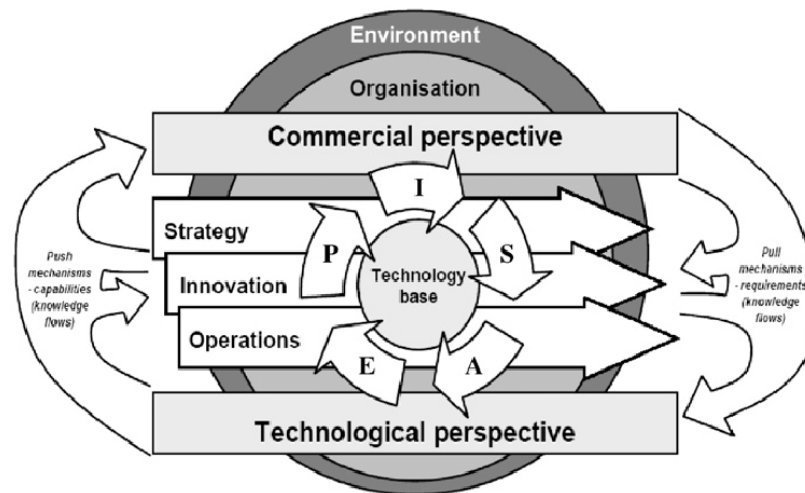 Environment
Organisation
Commercial perspective
I
Strategy
P
S
Push
mechanisms
- capabilities
(knowledge
flows)
Innovation
Technology
base
Pull
mechanisms
- requirements
(knowledge
flows)
Operations
E
A
Technological perspective